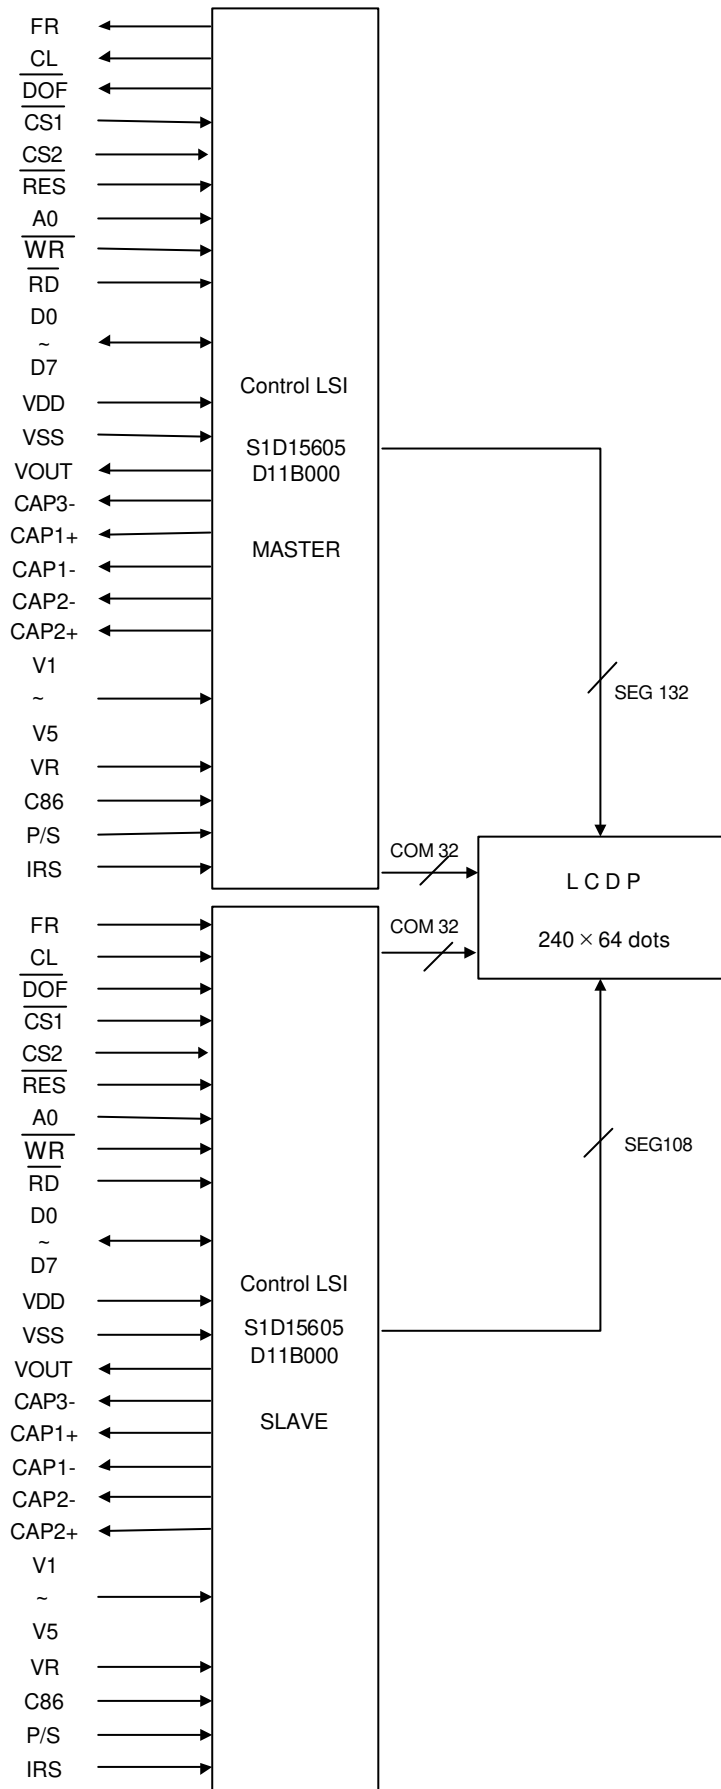 FR
CL
DOF
CS1
CS2
RES
A0
WR
RD
D0
~
D7
VDD
VSS
VOUT
CAP3-
CAP1+
CAP1-
CAP2-
CAP2+
V1
~
V5
VR
C86
P/S
IRS
Control LSI
S1D15605
D11B000
MASTER
SEG 132
COM 32
L C D P
240 × 64 dots
COM 32
SEG108
FR
CL
DOF
CS1
CS2
RES
A0
WR
RD
D0
~
D7
VDD
VSS
VOUT
CAP3-
CAP1+
CAP1-
CAP2-
CAP2+
V1
~
V5
VR
C86
P/S
IRS
Control LSI
S1D15605
D11B000
SLAVE